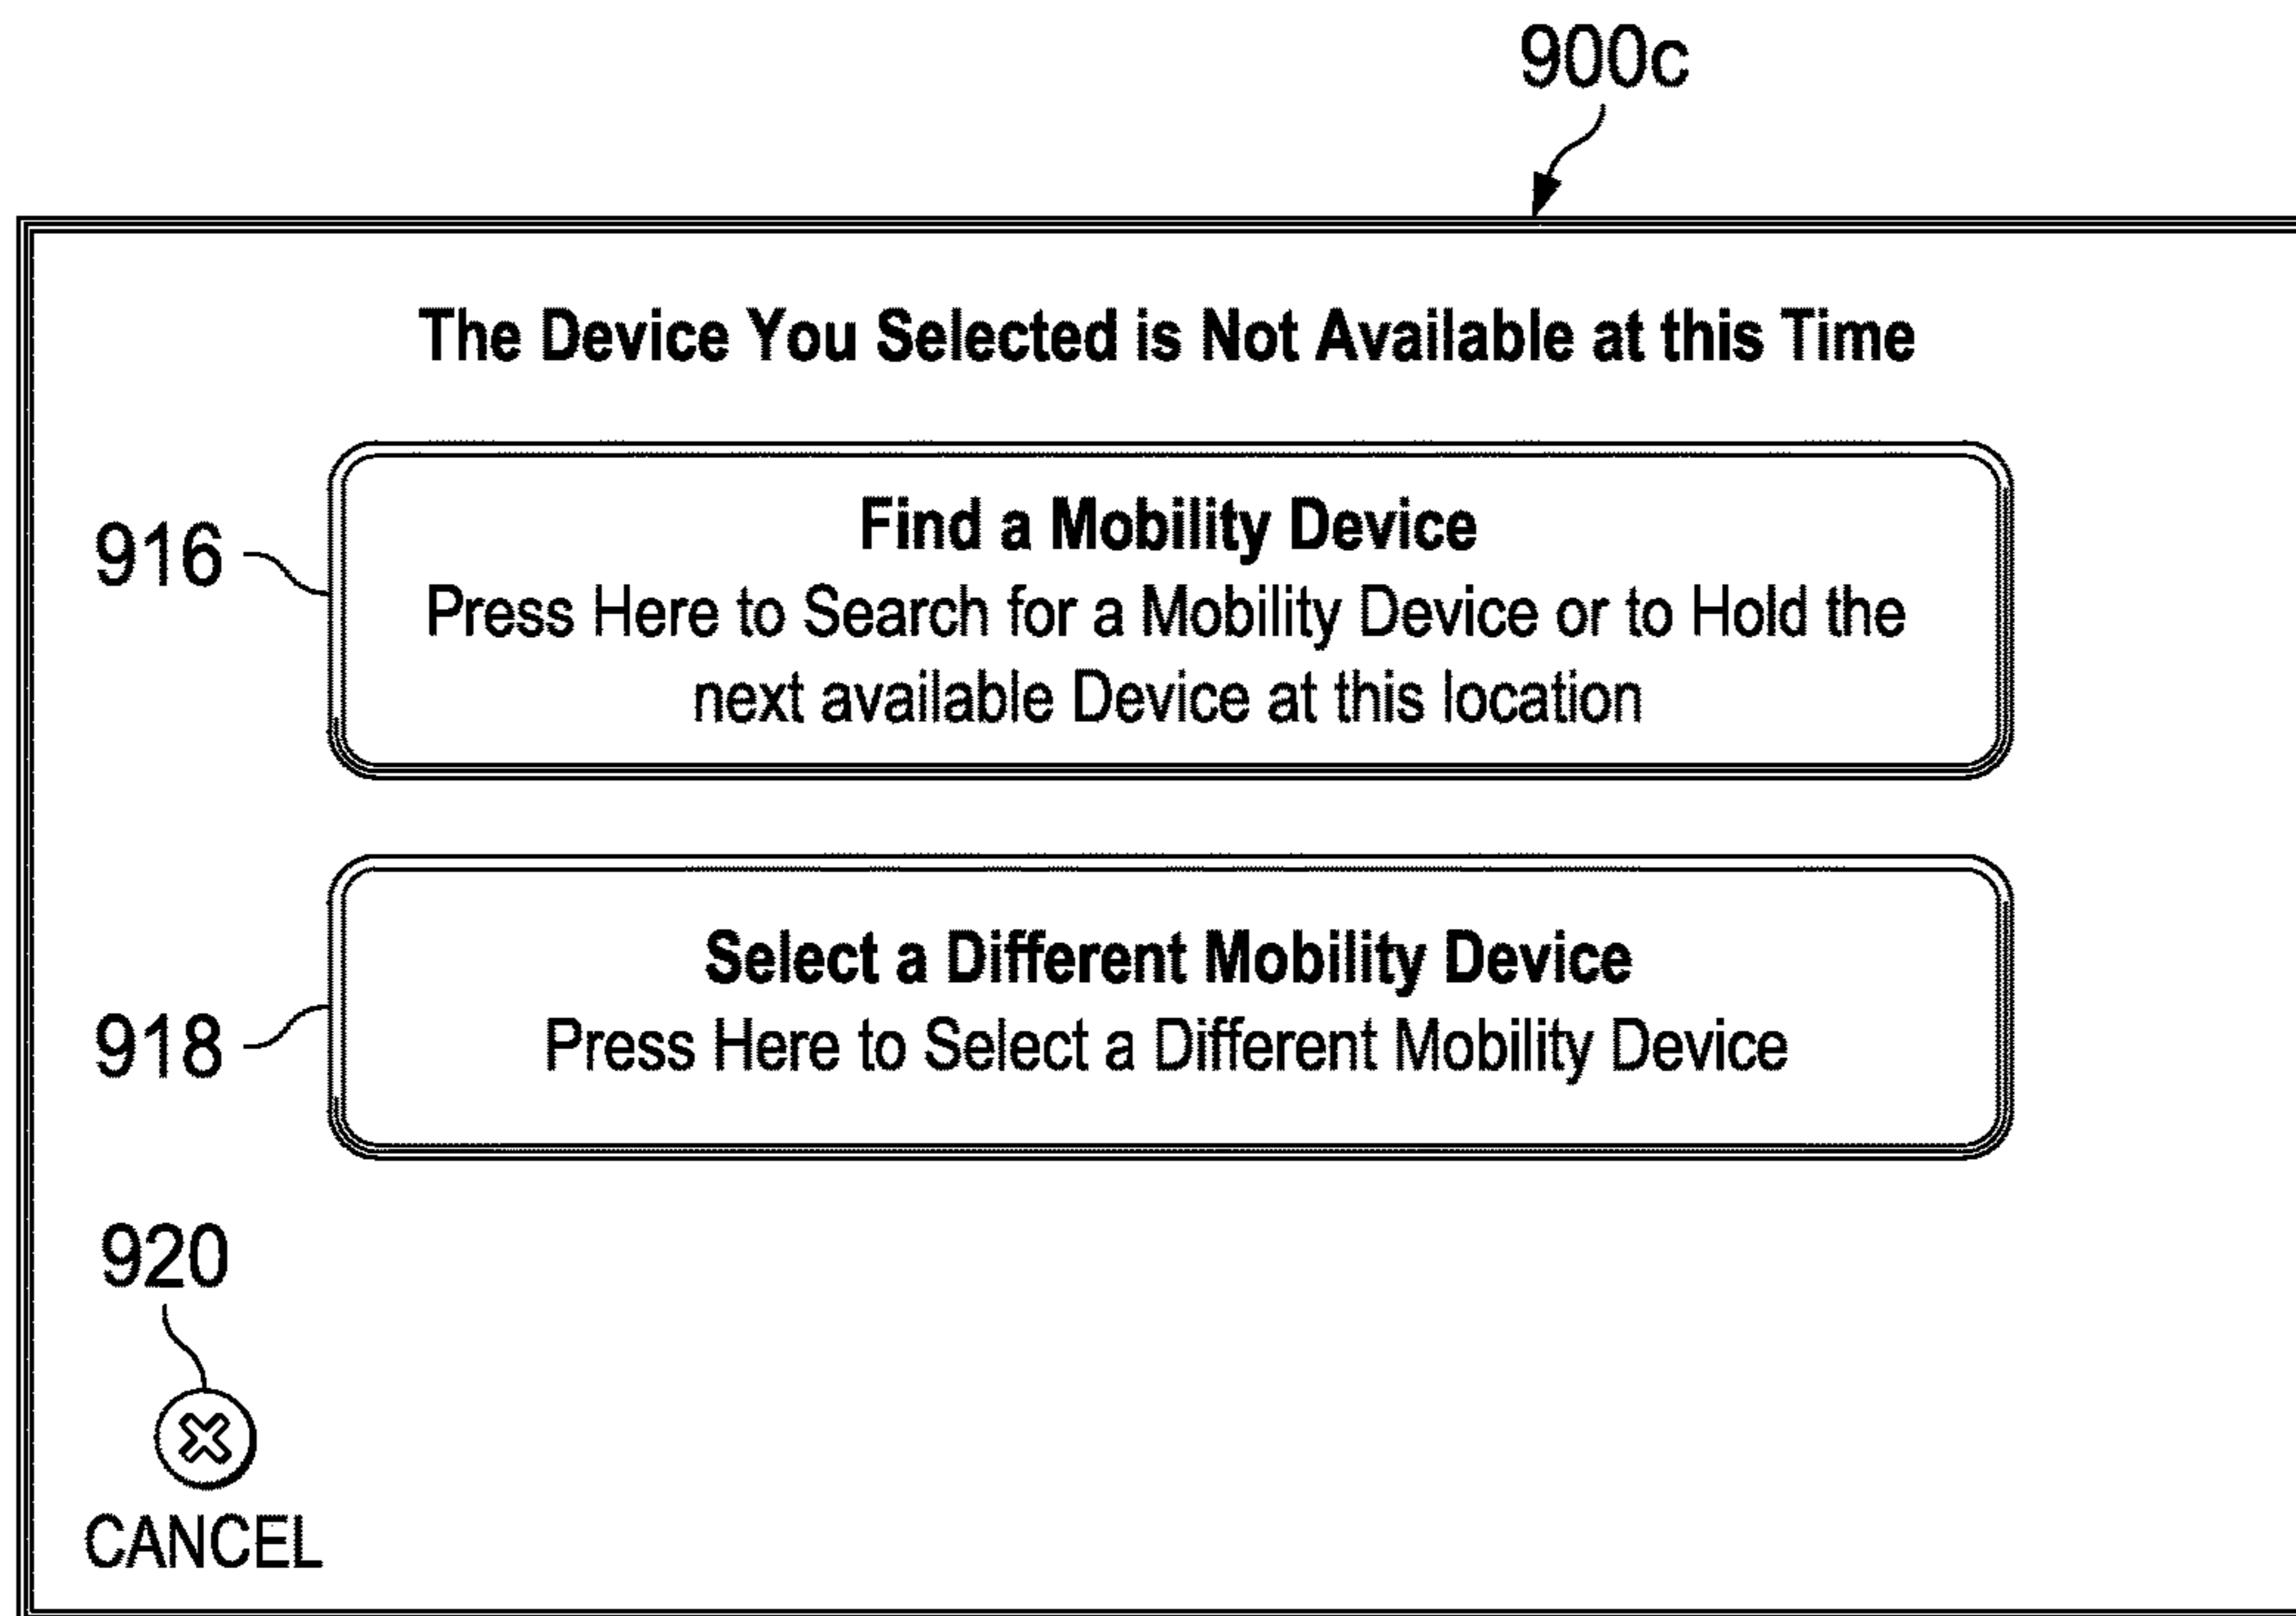 900c
The Device You Selected is Not Available at this Time
Find a Mobility Device
916
Press Here to Search for a Mobility Device or to Hold the
next available Device at this location
Select a Different Mobility Device
918
Press Here to Select a Different Mobility Device
920
CANCEL